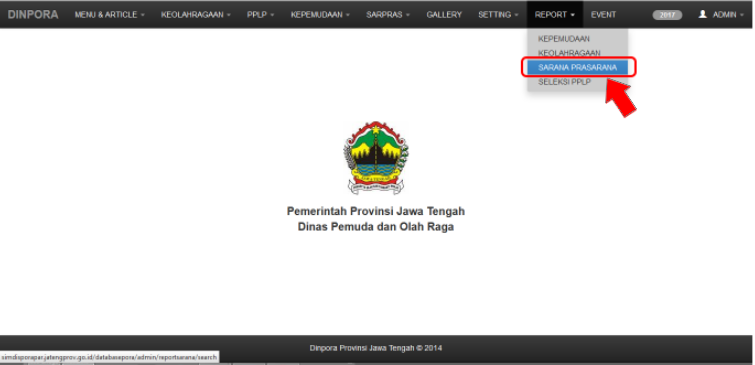 DINPORA MENU & ARTICLE KEOLAHRAGAAN PPLP KEPEMUDAAN SARPRAS GALLERY SETTING REPORT EVENT 2017 ADMIN
KEPEMUDAAN
KEOLAHRAGAAN
SARANA PRASARANA
SELEKSI PPLP
Pemerintah Provinsi Jawa Tengah
Dinas Pemuda dan Olah Raga
Dinpora Provinsi Jawa Tengah © 2014
simdisporapar.jatengprov.go.id/databasepora/admin/reportsarana/search